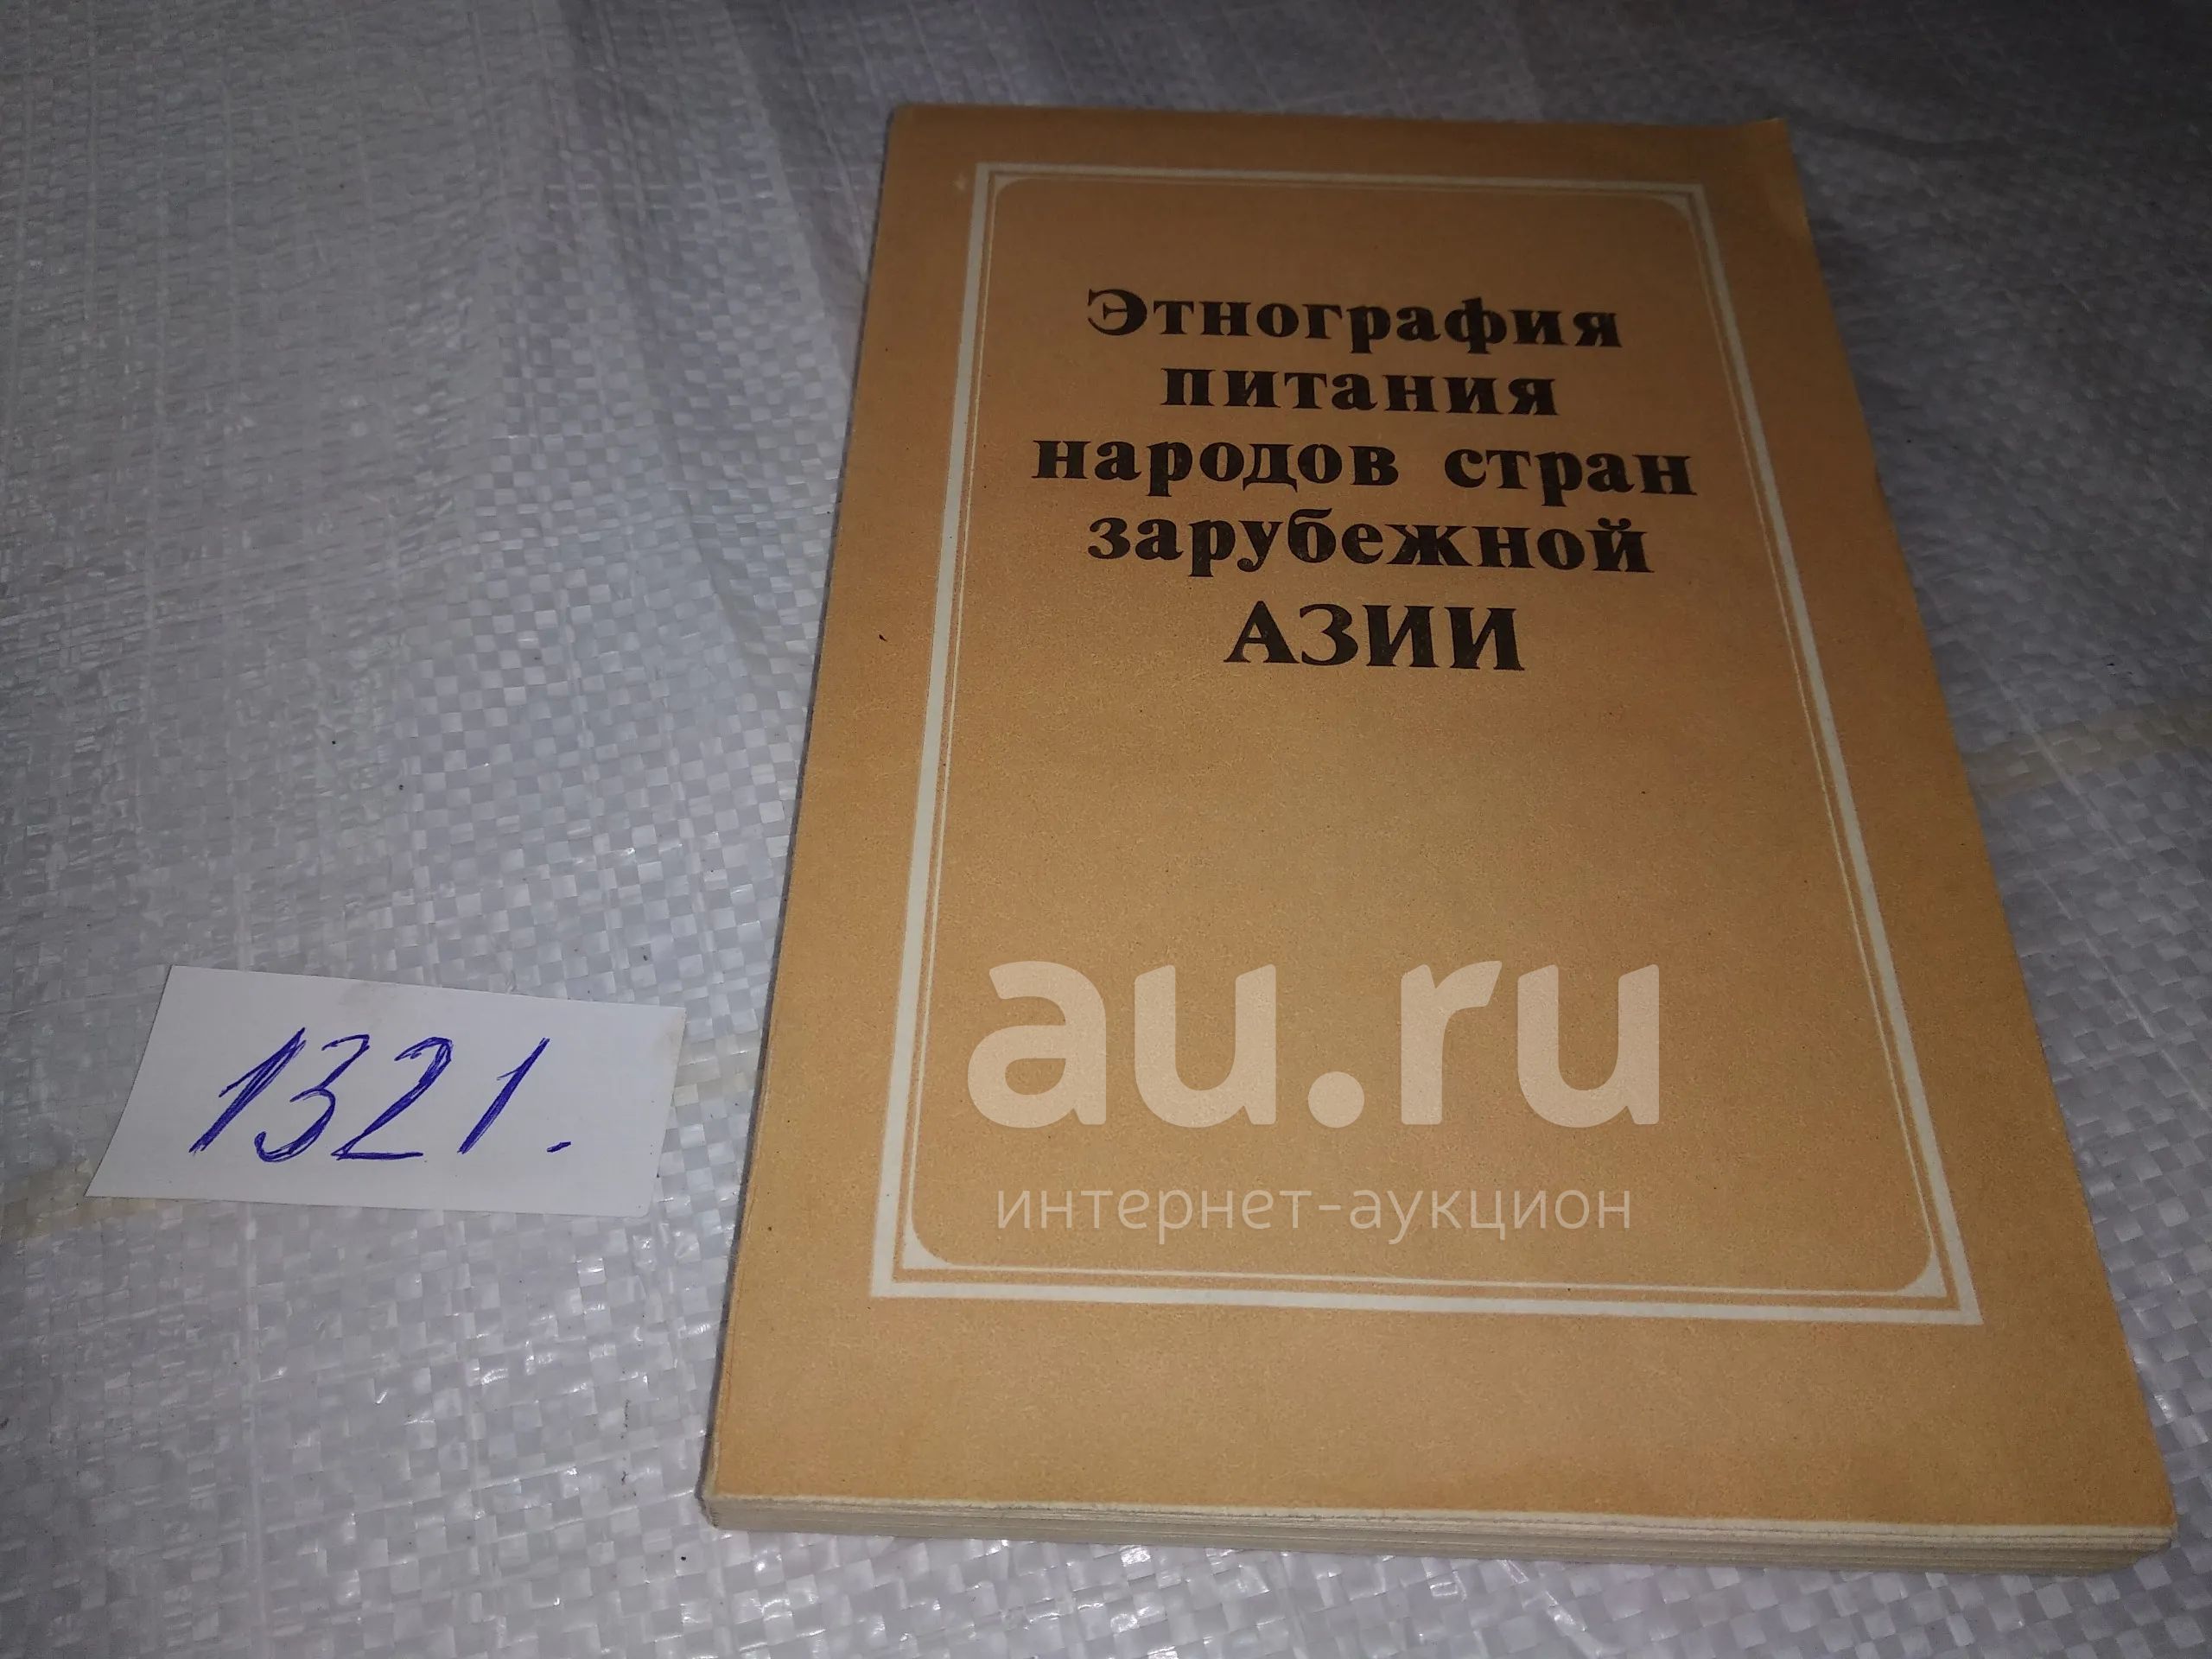 Этнография
питания
народов стран
зарубежной
АЗИИ
au.ru
интернет-аукцион
1321.